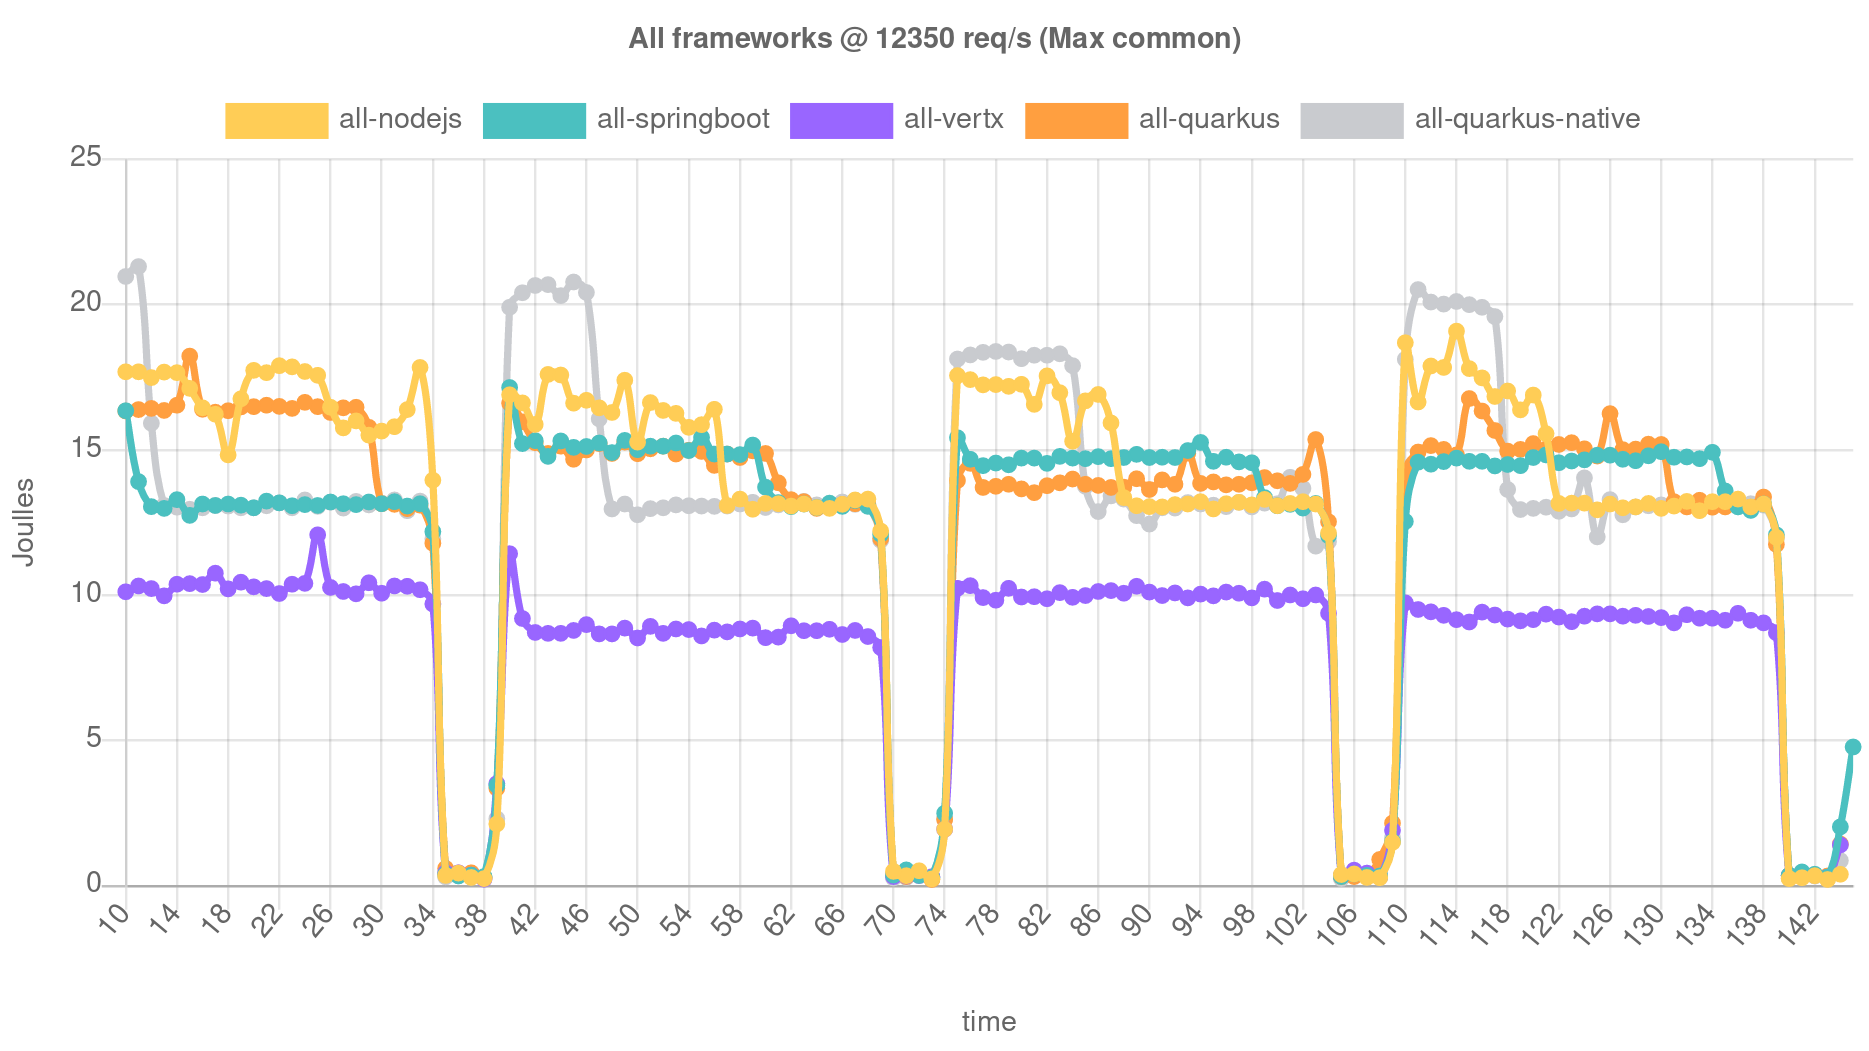 All frameworks @ 12350 req/s (Max common)
all-nodejs all-springboot all-vertx all-quarkus all-quarkus-native
25
20
15
10
5
0
Joulles
10 14 18 22 26 30 34 38 42 46 50 54 58 62 66 70 74 78 82 86 90 94 98 102 106 110 114 118 122 126 130 134 138 142
time